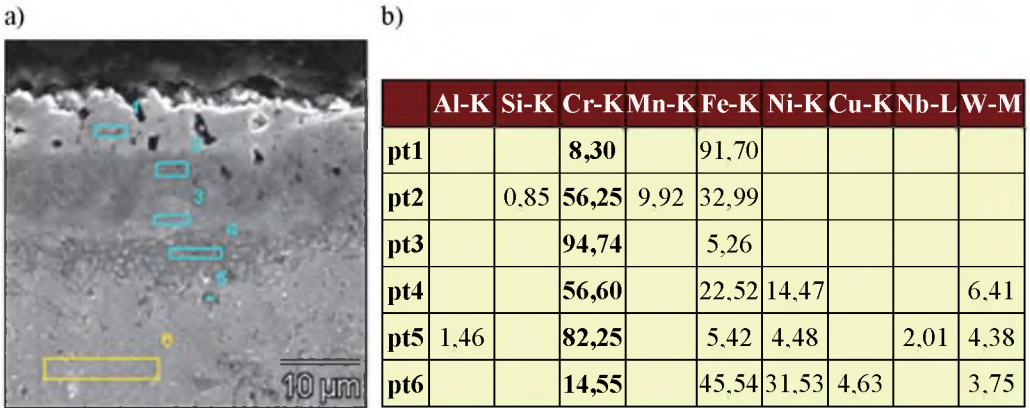 a)
b)
1
2
3
4
5
6
10 µm
Al-K Si-K Cr-K Mn-K Fe-K Ni-K Cu-K Nb-L W-M
pt1 8,30 91,70
pt2 0,85 56,25 9,92 32,99
pt3 94,74 5,26
pt4 56,60 22,52 14,47 6,41
pt5 1,46 82,25 5,42 4,48 2,01 4,38
pt6 14,55 45,54 31,53 4,63 3,75